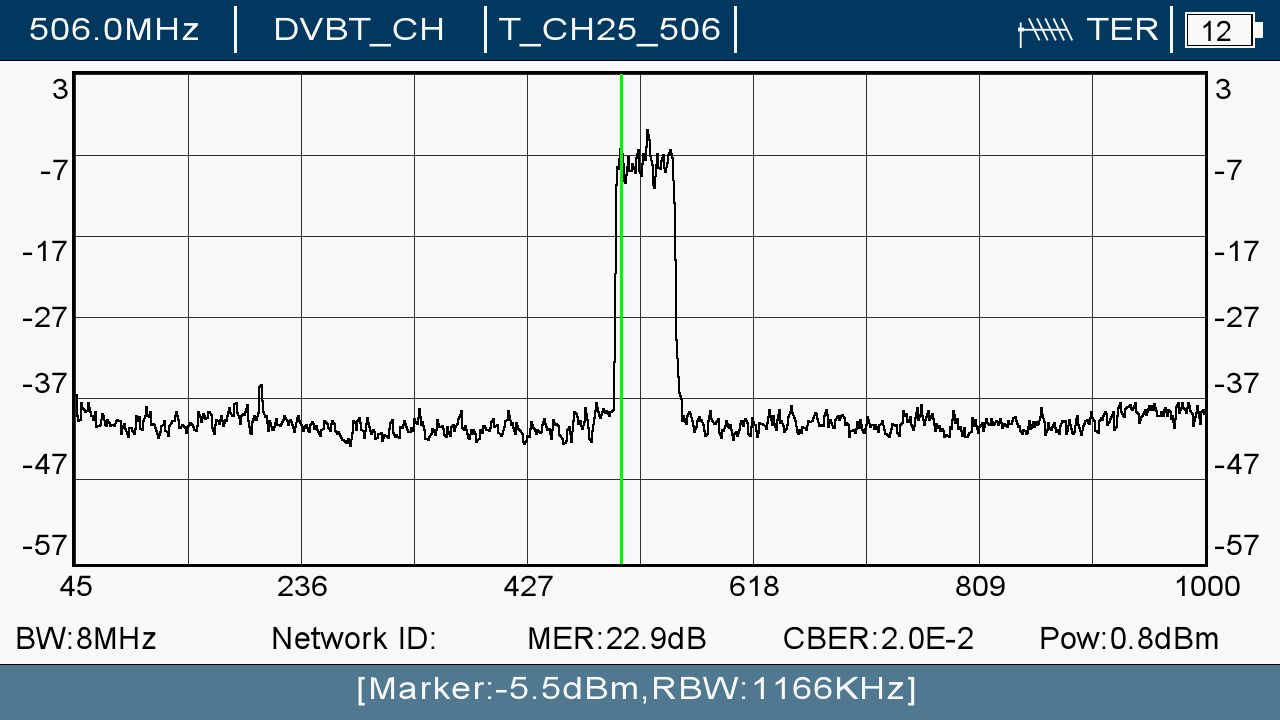 506.0MHz DVBT_CH T_CH25_506 TER 12
3 3
-7 -7
-17 -17
-27 -27
-37 -37
-47 -47
-57 -57
45 236 427 618 809 1000
BW:8MHz Network ID: MER:22.9dB CBER:2.0E-2 Pow:0.8dBm
[Marker:-5.5dBm,RBW:1166KHz]